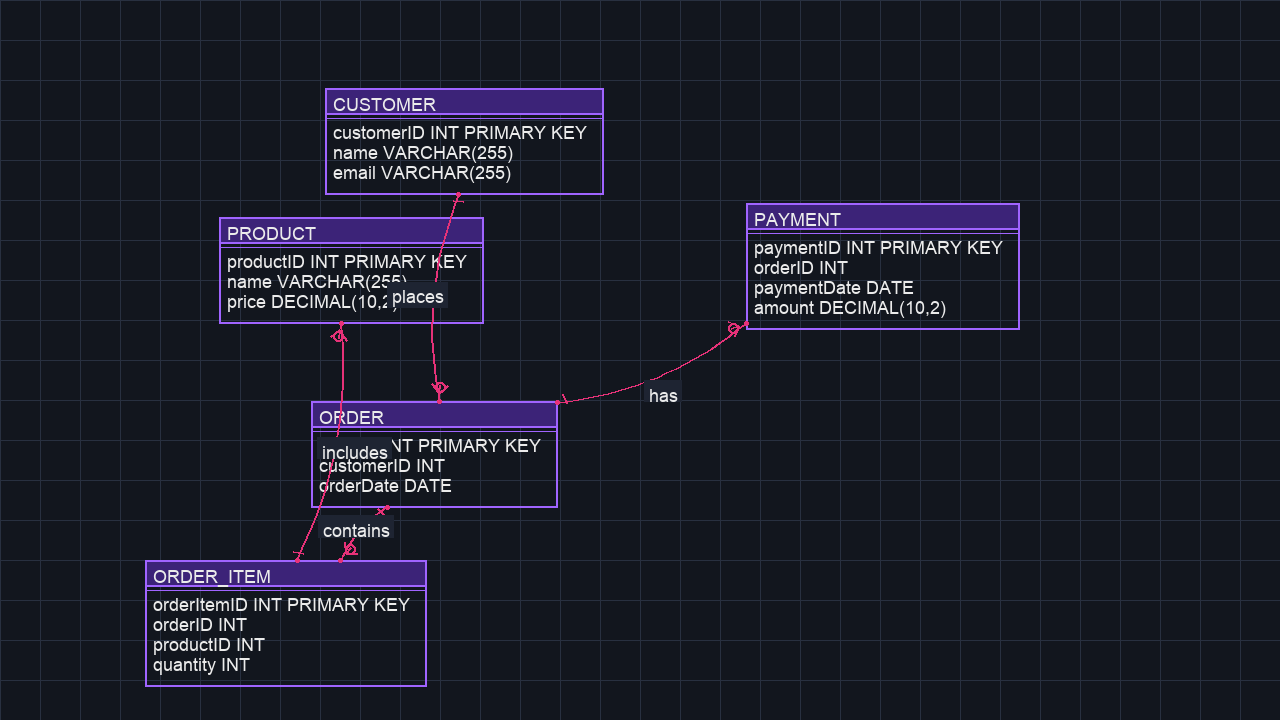 CUSTOMER
customerID INT PRIMARY KEY
name VARCHAR(255)
email VARCHAR(255)
PRODUCT
productID INT PRIMARY KEY
name VARCHAR(255)
price DECIMAL(10,2
places
PAYMENT
paymentID INT PRIMARY KEY
orderID INT
paymentDate DATE
amount DECIMAL(10,2)
has
ORDER
INT PRIMARY KEY
includes
customerID INT
orderDate DATE
contains
ORDER_ITEM
orderItemID INT PRIMARY KEY
orderID INT
productID INT
quantity INT